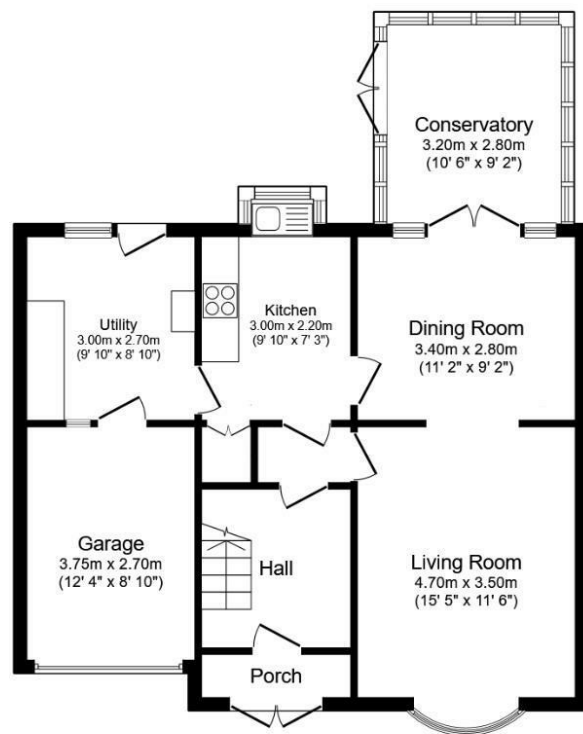 Conservatory
3.20m x 2.80m
(10' 6" x 9' 2")
Utility
3.00m x 2.70m
(9' 10" x 8' 10")
Kitchen
3.00m x 2.20m
(9' 10" x 7' 3")
Dining Room
3.40m x 2.80m
(11' 2" x 9' 2")
Garage
3.75m x 2.70m
(12' 4" x 8' 10")
Hall
Living Room
4.70m x 3.50m
(15' 5" x 11' 6")
Porch